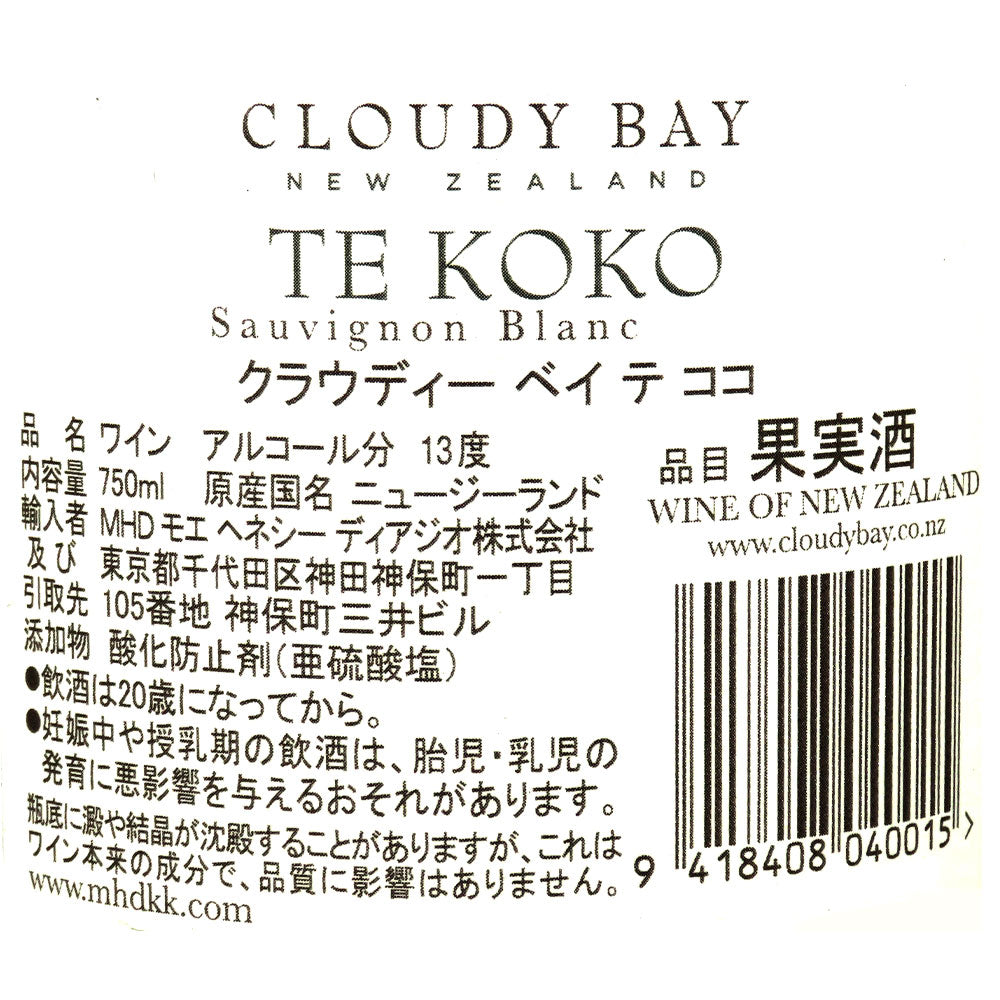 CLOUDY BAY
NEW ZEALAND
TE KOKO
Sauvignon Blanc
クラウディー ベイ テ ココ
品名 ワイン アルコール分 13度
内容量 750ml 原産国名 ニュージーランド
輸入者 MHD モエ ヘネシー ディアジオ株式会社
及び 東京都千代田区神田神保町一丁目
引取先 105番地 神保町三井ビル
添加物 酸化防止剤(亜硫酸塩)
●飲酒は20歳になってから。
●妊娠中や授乳期の飲酒は、胎児・乳児の
発育に悪影響を与えるおそれがあります。
瓶底に澱や結晶が沈殿することがありますが、これは
ワイン本来の成分で、品質に影響はありません。
www.mhdkk.com
品目 果実酒
WINE OF NEW ZEALAND
www.cloudybay.co.nz
9 418408 040015 >